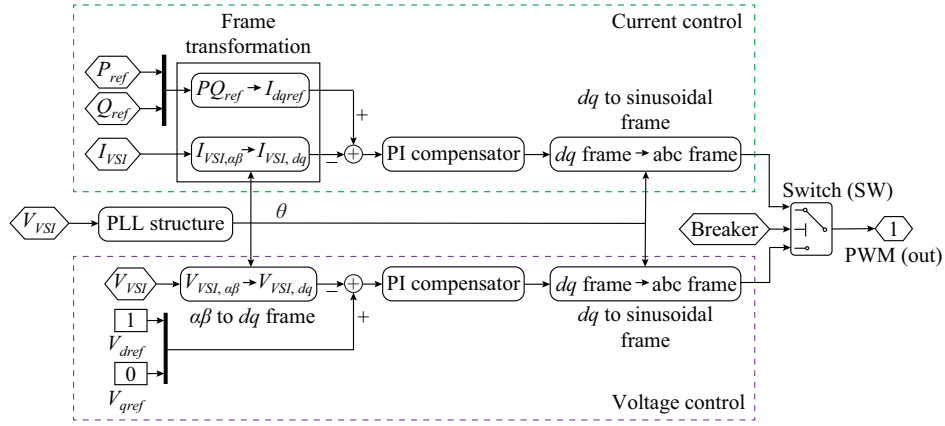 Frame
transformation
Current control
P_ref
Q_ref
PQ_ref → I_dqref
+
dq to sinusoidal
frame
I_VSI
I_VSI,αβ → I_VSI, dq
−
+
PI compensator
dq frame → abc frame
Switch (SW)
V_VSI
PLL structure
θ
Breaker
1
PWM (out)
V_VSI
V_VSI, αβ → V_VSI, dq
−
+
PI compensator
dq frame → abc frame
αβ to dq frame
+
dq to sinusoidal
frame
1
V_dref
0
V_qref
Voltage control